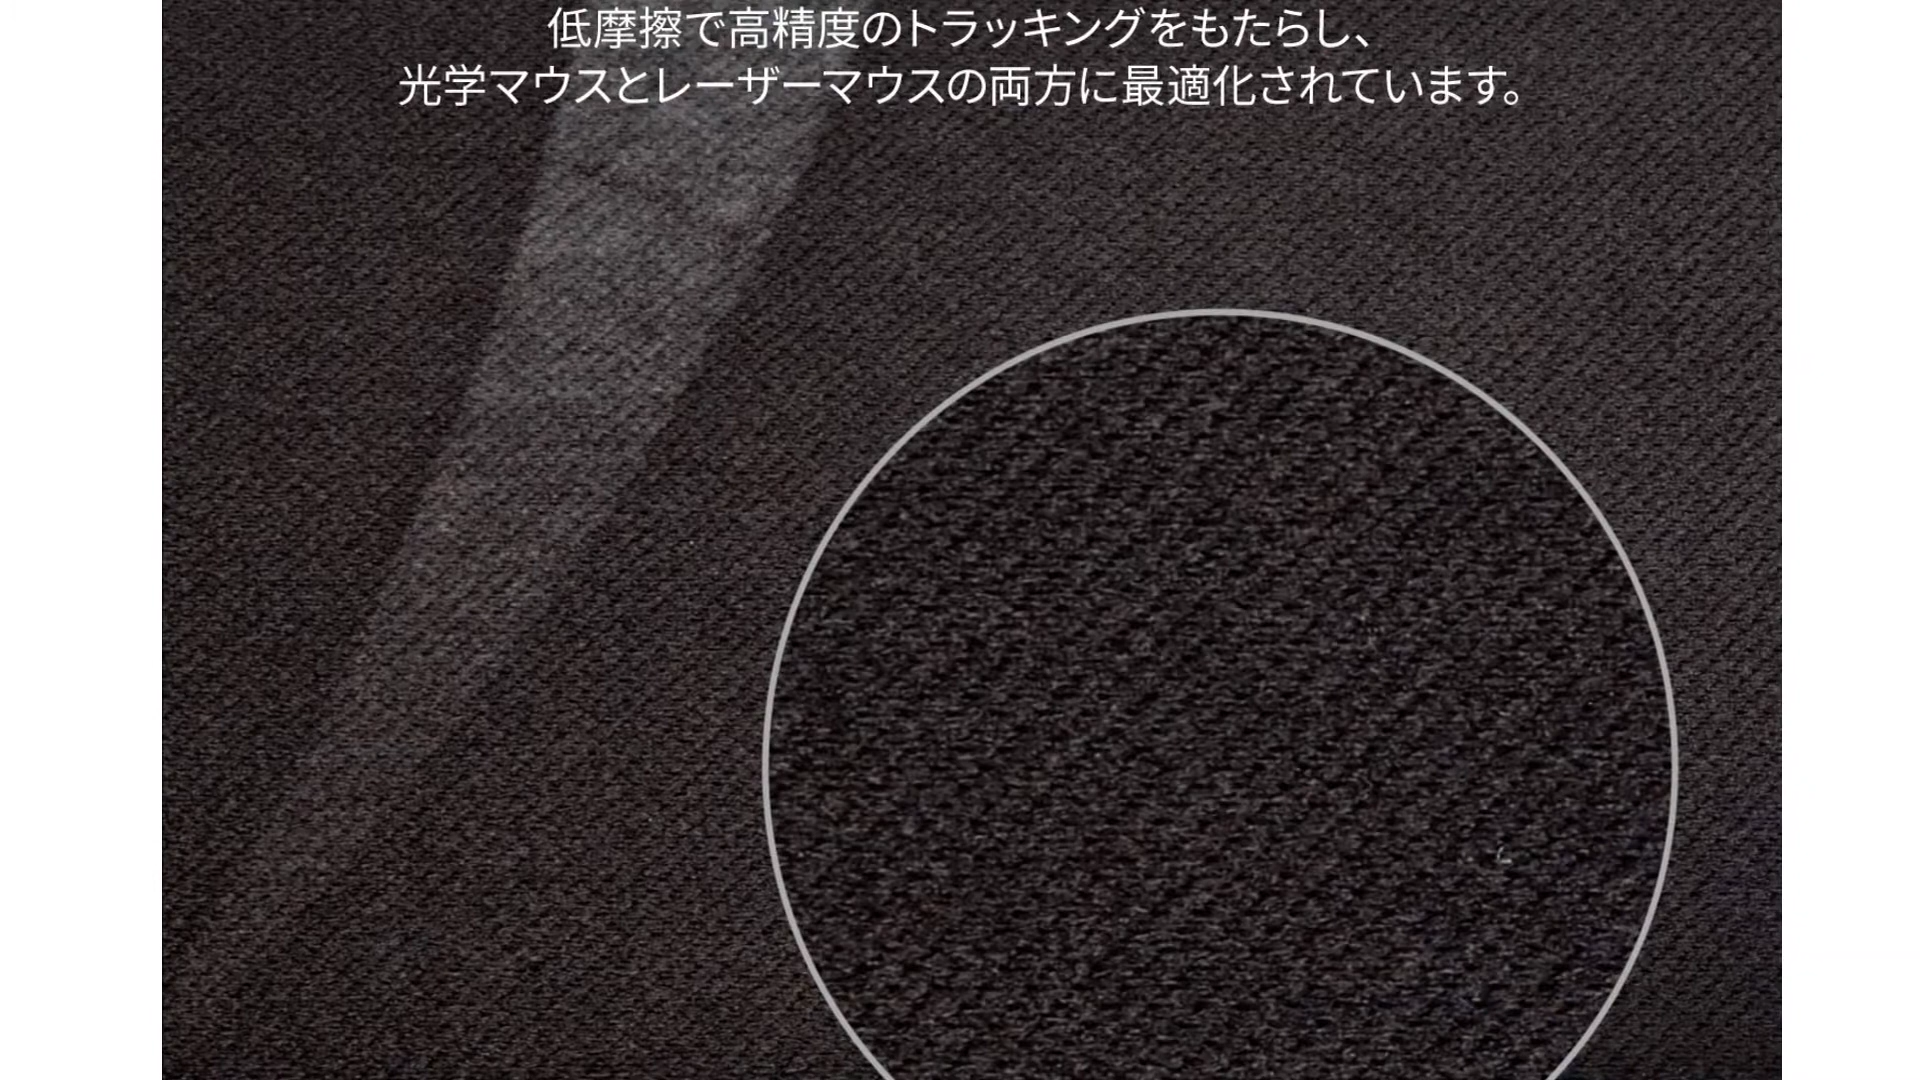 低摩擦で高精度のトラッキングをもたらし、
光学マウスとレーザーマウスの両方に最適化されています。